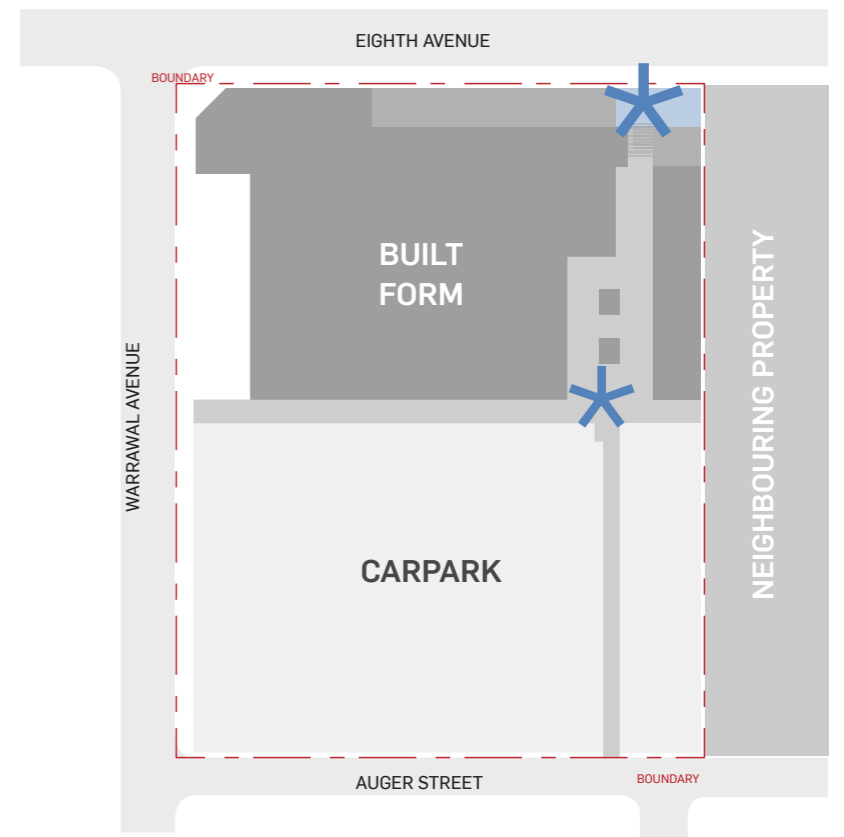 EIGHTH AVENUE
BOUNDARY
BUILT
FORM
NEIGHBOURING PROPERTY
WARRAWAL AVENUE
CARPARK
AUGER STREET
BOUNDARY